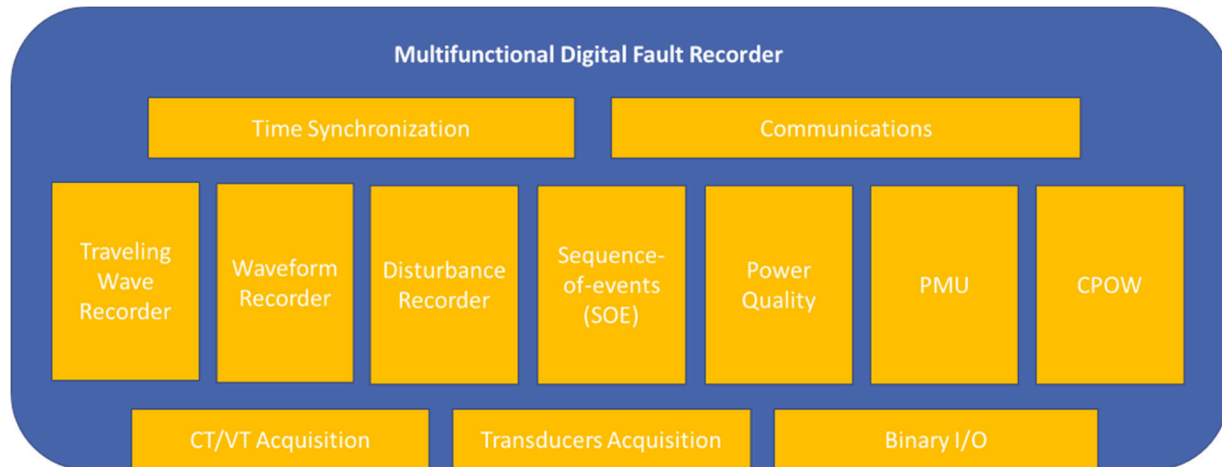 Multifunctional Digital Fault Recorder
Time Synchronization
Communications
Traveling
Wave
Recorder
Waveform
Recorder
Disturbance
Recorder
Sequence-
of-events
(SOE)
Power
Quality
PMU
CPOW
CT/VT Acquisition
Transducers Acquisition
Binary I/O